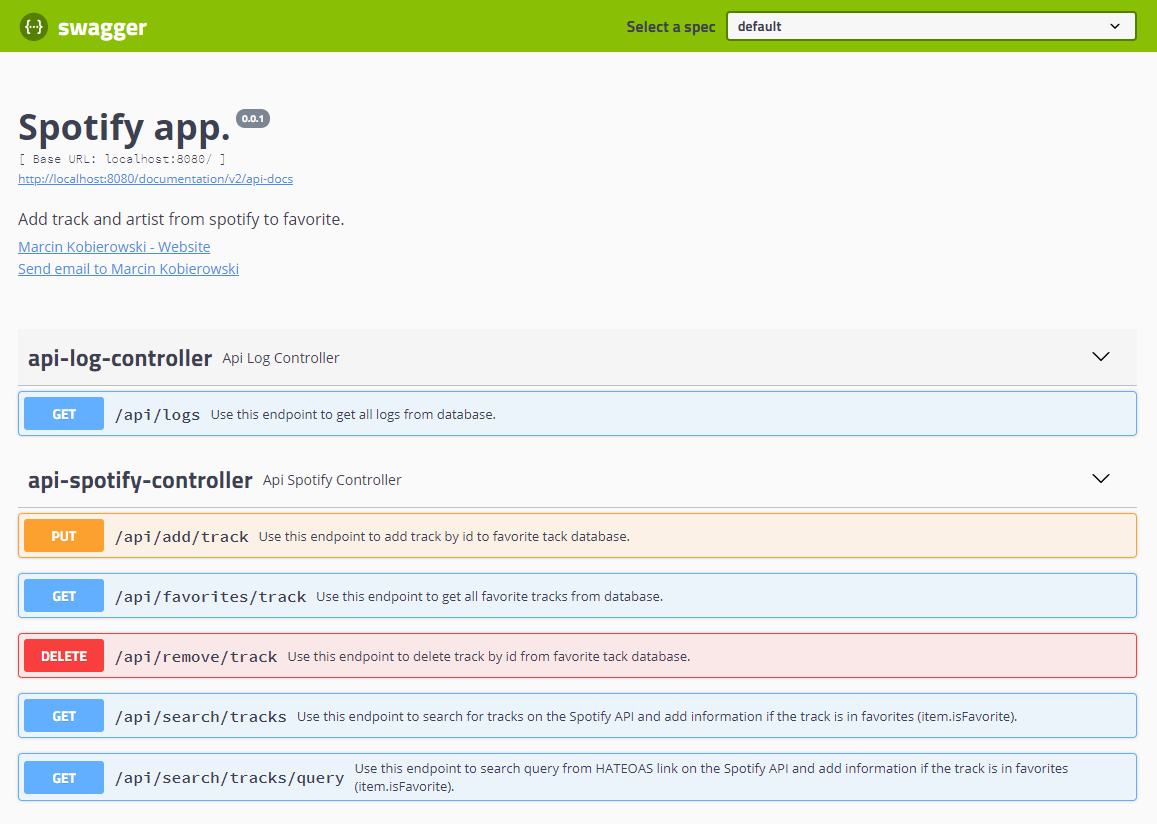 {··} swagger Select a spec default
Spotify app. 0.0.1
[ Base URL: localhost:8080/ ]
http://localhost:8080/documentation/v2/api-docs
Add track and artist from spotify to favorite.
Marcin Kobierowski - Website
Send email to Marcin Kobierowski
api-log-controller Api Log Controller
GET /api/logs Use this endpoint to get all logs from database.
api-spotify-controller Api Spotify Controller
PUT /api/add/track Use this endpoint to add track by id to favorite tack database.
GET /api/favorites/track Use this endpoint to get all favorite tracks from database.
DELETE /api/remove/track Use this endpoint to delete track by id from favorite tack database.
GET /api/search/tracks Use this endpoint to search for tracks on the Spotify API and add information if the track is in favorites (item.isFavorite).
GET /api/search/tracks/query Use this endpoint to search query from HATEOAS link on the Spotify API and add information if the track is in favorites
(item.isFavorite).